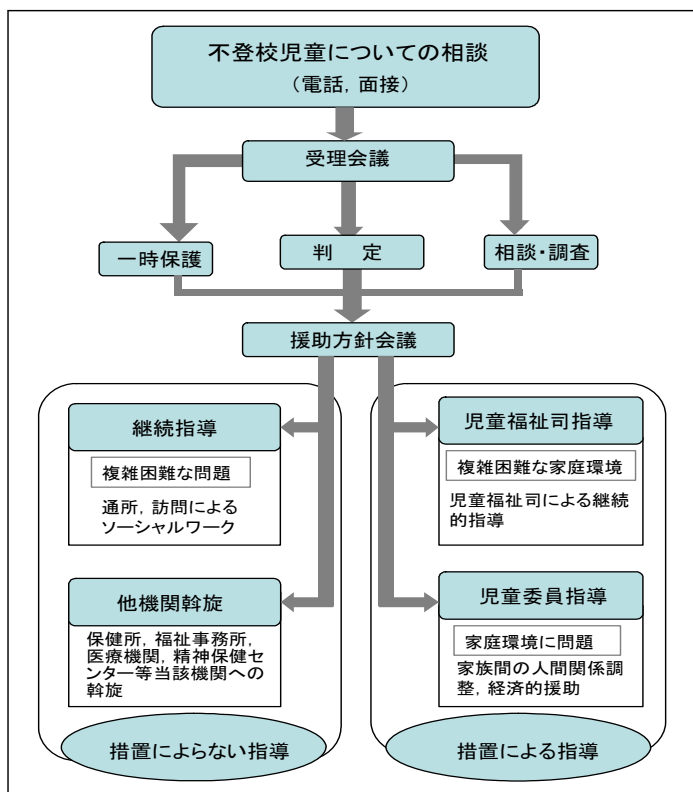 不登校児童についての相談
（電話，面接）
受理会議
一時保護
判　定
相談・調査
援助方針会議
継続指導
複雑困難な問題
通所，訪問による
ソーシャルワーク
他機関斡旋
保健所，福祉事務所，
医療機関，精神保健セ
ンター等当該機関への
斡旋
措置によらない指導
児童福祉司指導
複雑困難な家庭環境
児童福祉司による継続
的指導
児童委員指導
家庭環境に問題
家族間の人間関係調
整，経済的援助
措置による指導